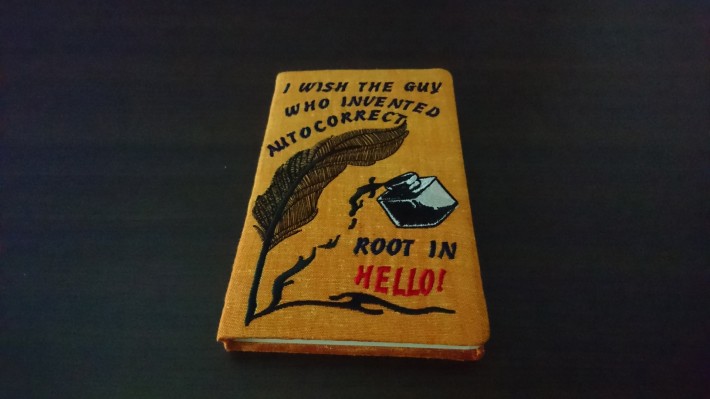 I WISH THE GUY
WHO INVENTED
AUTOCORRECT
ROOT IN
HELLO!